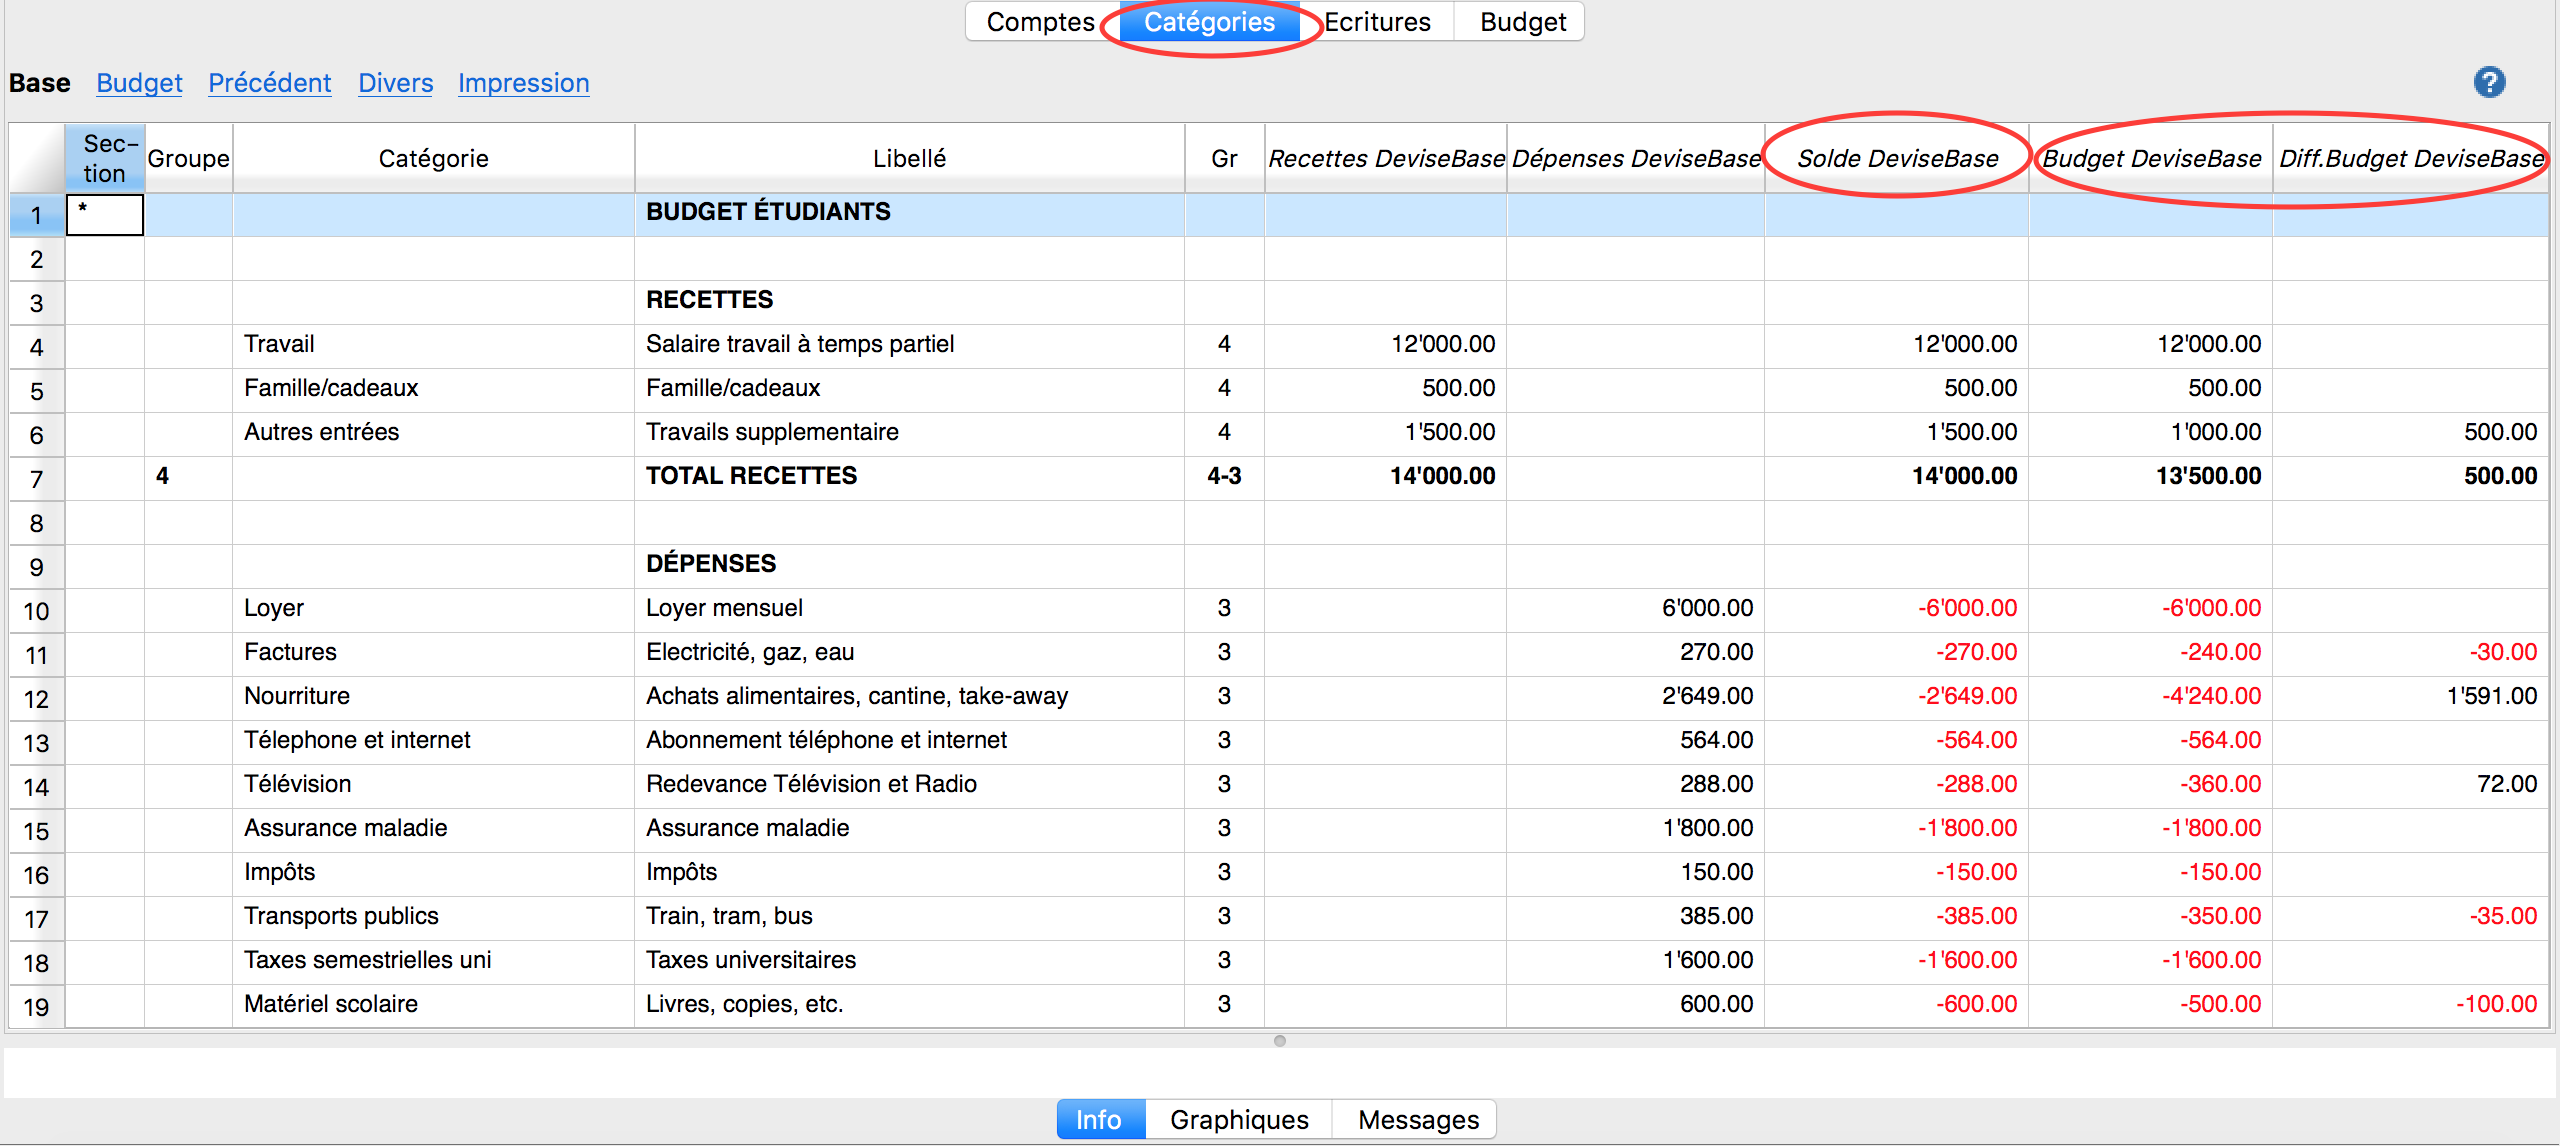 Comptes Catégories Ecritures Budget
Base Budget Précédent Divers Impression ?
Sec-
tion Groupe Catégorie Libellé Gr Recettes DeviseBase Dépenses DeviseBase Solde DeviseBase Budget DeviseBase Diff.Budget DeviseBase
1 * BUDGET ÉTUDIANTS
2
3 RECETTES
4 Travail Salaire travail à temps partiel 4 12'000.00 12'000.00 12'000.00
5 Famille/cadeaux Famille/cadeaux 4 500.00 500.00 500.00
6 Autres entrées Travails supplementaire 4 1'500.00 1'500.00 1'000.00 500.00
7 4 TOTAL RECETTES 4-3 14'000.00 14'000.00 13'500.00 500.00
8
9 DÉPENSES
10 Loyer Loyer mensuel 3 6'000.00 -6'000.00 -6'000.00
11 Factures Electricité, gaz, eau 3 270.00 -270.00 -240.00 -30.00
12 Nourriture Achats alimentaires, cantine, take-away 3 2'649.00 -2'649.00 -4'240.00 1'591.00
13 Télephone et internet Abonnement téléphone et internet 3 564.00 -564.00 -564.00
14 Télévision Redevance Télévision et Radio 3 288.00 -288.00 -360.00 72.00
15 Assurance maladie Assurance maladie 3 1'800.00 -1'800.00 -1'800.00
16 Impôts Impôts 3 150.00 -150.00 -150.00
17 Transports publics Train, tram, bus 3 385.00 -385.00 -350.00 -35.00
18 Taxes semestrielles uni Taxes universitaires 3 1'600.00 -1'600.00 -1'600.00
19 Matériel scolaire Livres, copies, etc. 3 600.00 -600.00 -500.00 -100.00
Info Graphiques Messages